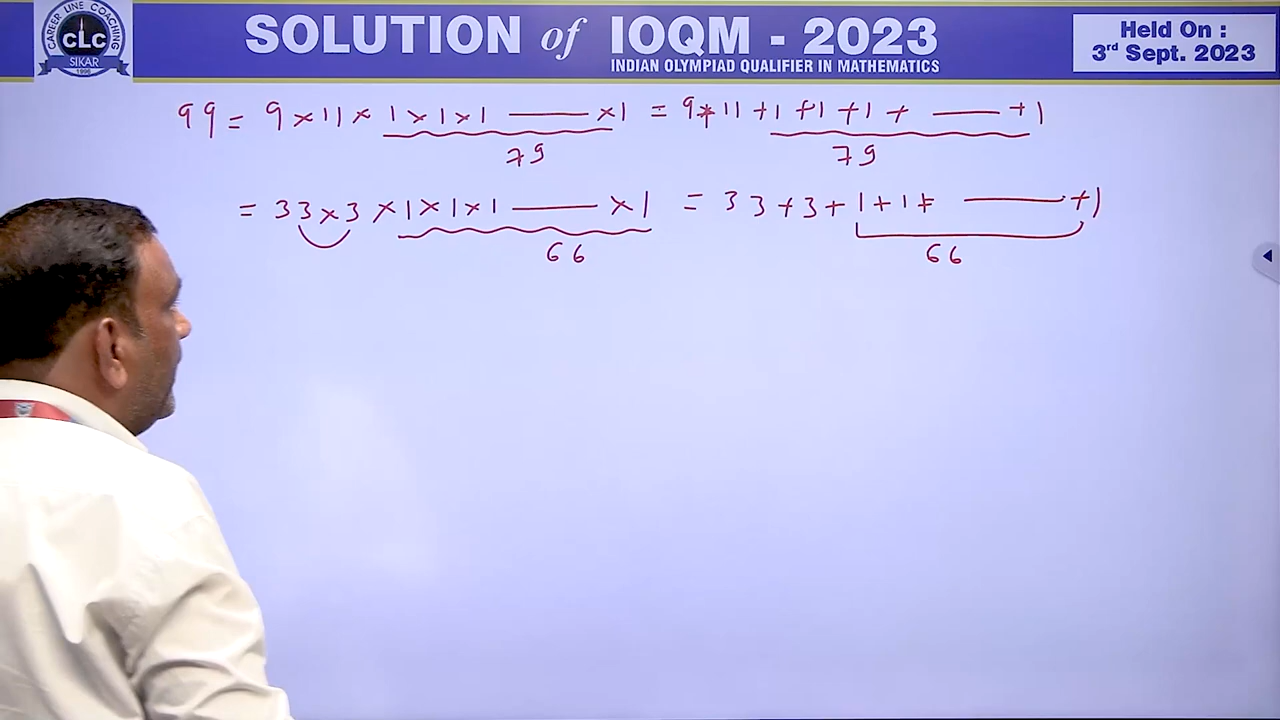 CAREER LINE COACHING
CLC
SIKAR
1996
SOLUTION of IOQM - 2023
INDIAN OLYMPIAD QUALIFIER IN MATHEMATICS
Held On :
3rd Sept. 2023
99 = 9 × 11 × 1 × 1 × 1 —— × 1 = 9 + 11 + 1 + 1 + 1 + —— + 1
79 79
= 33 × 3 × 1 × 1 × 1 —— × 1 = 33 + 3 + 1 + 1 + —— + 1
66 66